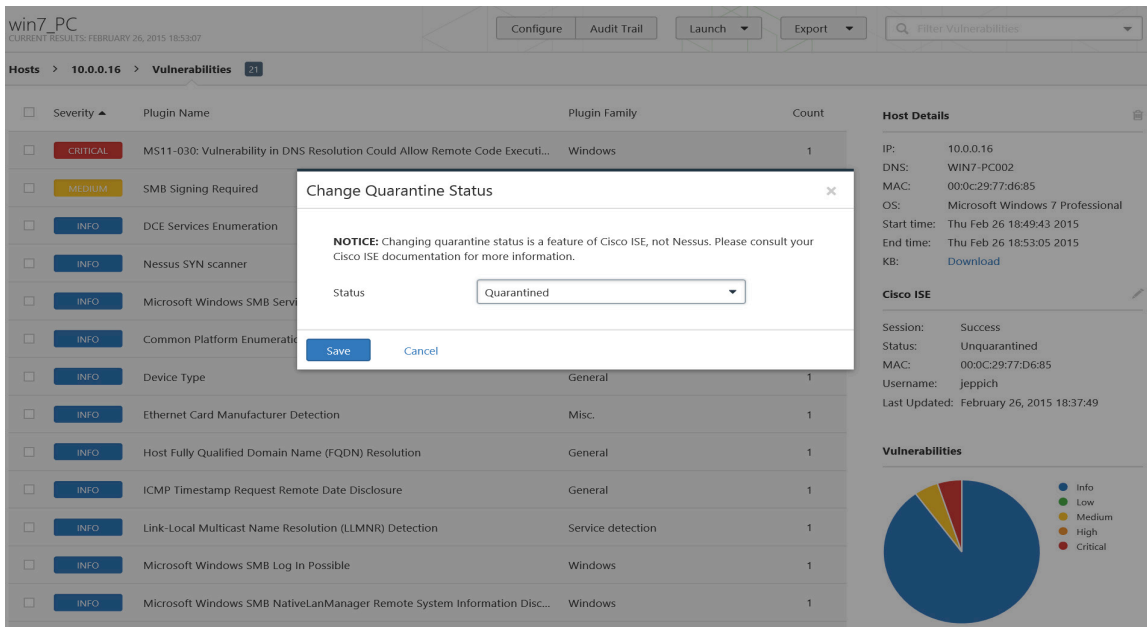 win7_PC
CURRENT RESULTS: FEBRUARY 26, 2015 18:53:07
Configure
Audit Trail
Launch
Export
Filter Vulnerabilities
Hosts > 10.0.0.16 > Vulnerabilities 21
Severity Plugin Name Plugin Family Count
CRITICAL MS11-030: Vulnerability in DNS Resolution Could Allow Remote Code Executi... Windows 1
MEDIUM SMB Signing Required
INFO DCE Services Enumeration
INFO Nessus SYN scanner
INFO Microsoft Windows SMB Servi
INFO Common Platform Enumeratio
INFO Device Type General 1
INFO Ethernet Card Manufacturer Detection Misc. 1
INFO Host Fully Qualified Domain Name (FQDN) Resolution General 1
INFO ICMP Timestamp Request Remote Date Disclosure General 1
INFO Link-Local Multicast Name Resolution (LLMNR) Detection Service detection 1
INFO Microsoft Windows SMB Log In Possible Windows 1
INFO Microsoft Windows SMB NativeLanManager Remote System Information Disc... Windows 1
Change Quarantine Status
NOTICE: Changing quarantine status is a feature of Cisco ISE, not Nessus. Please consult your
Cisco ISE documentation for more information.
Status Quarantined
Save Cancel
Host Details
IP: 10.0.0.16
DNS: WIN7-PC002
MAC: 00:0c:29:77:d6:85
OS: Microsoft Windows 7 Professional
Start time: Thu Feb 26 18:49:43 2015
End time: Thu Feb 26 18:53:05 2015
KB: Download
Cisco ISE
Session: Success
Status: Unquarantined
MAC: 00:0C:29:77:D6:85
Username: jeppich
Last Updated: February 26, 2015 18:37:49
Vulnerabilities
Info
Low
Medium
High
Critical